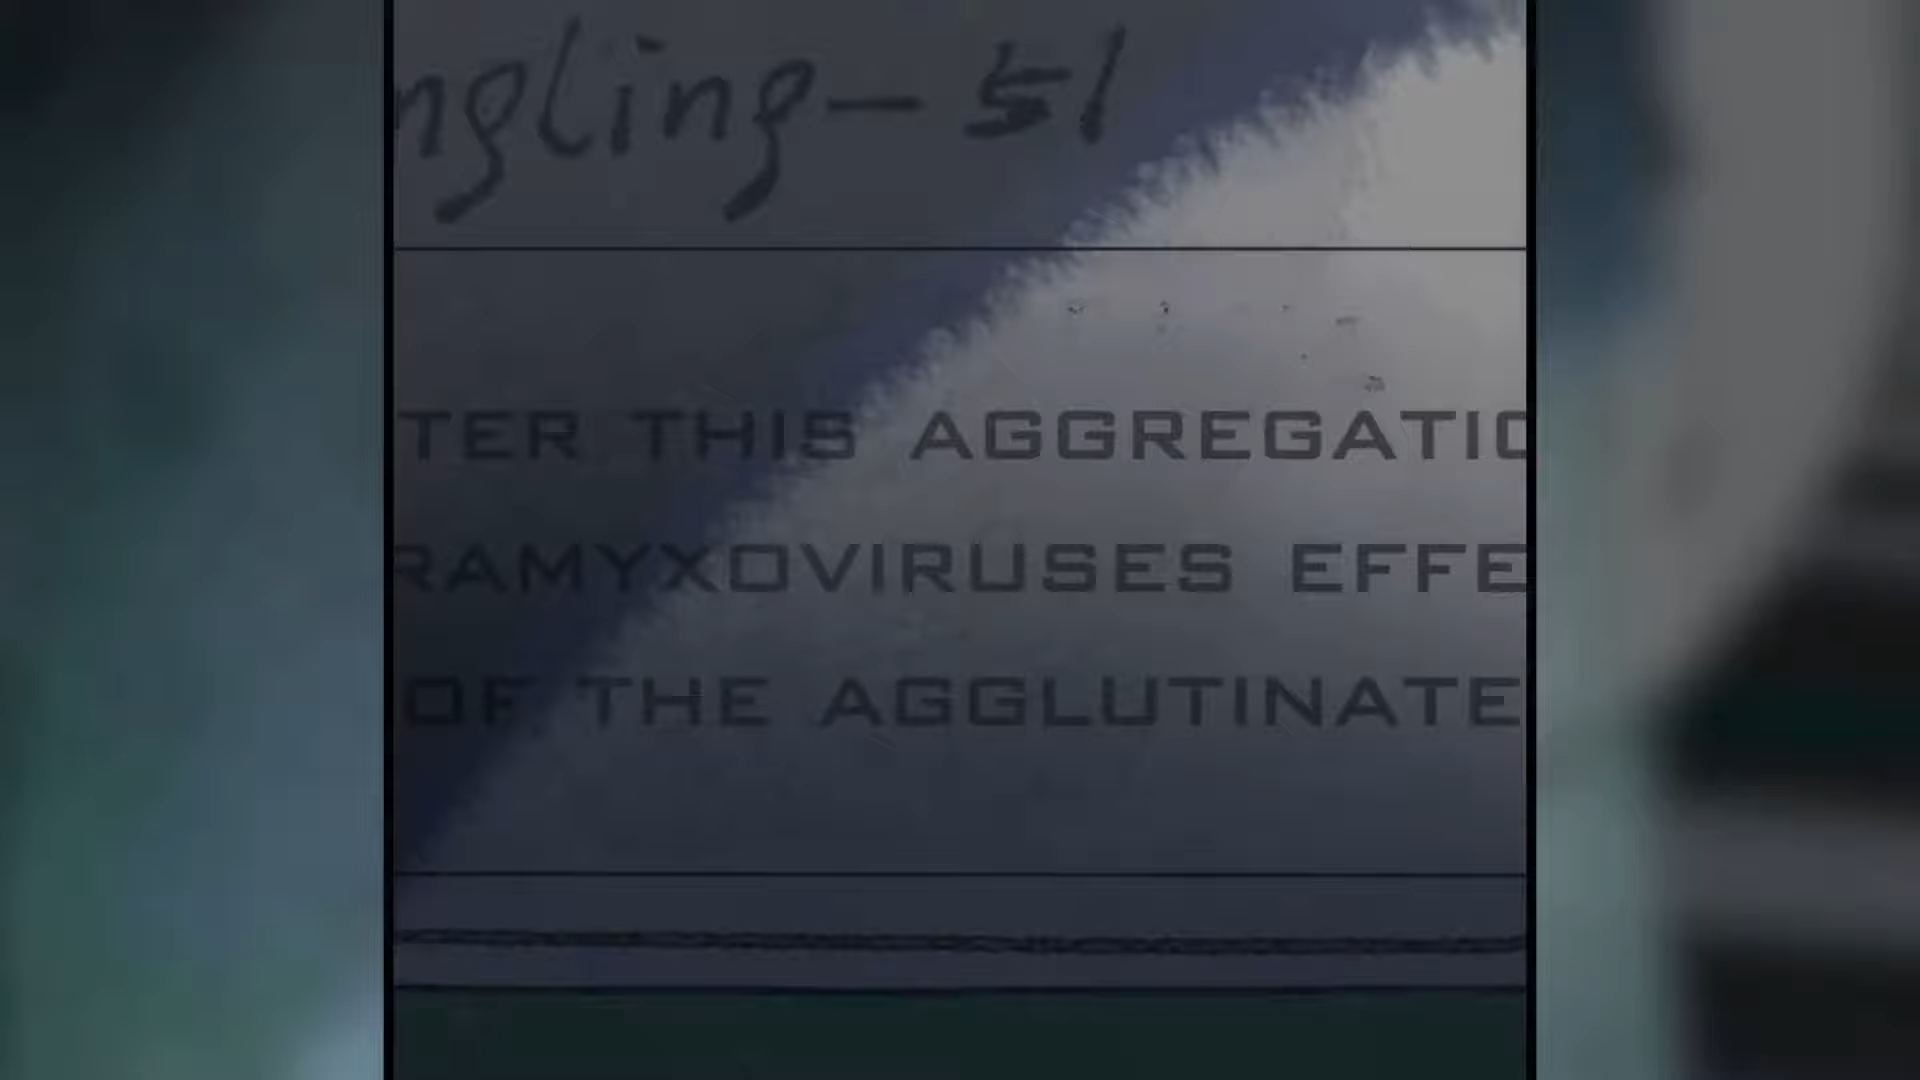 ngling-51
TER THIS AGGREGATIO
RAMYXOVIRUSES EFFE
OF THE AGGLUTINATE